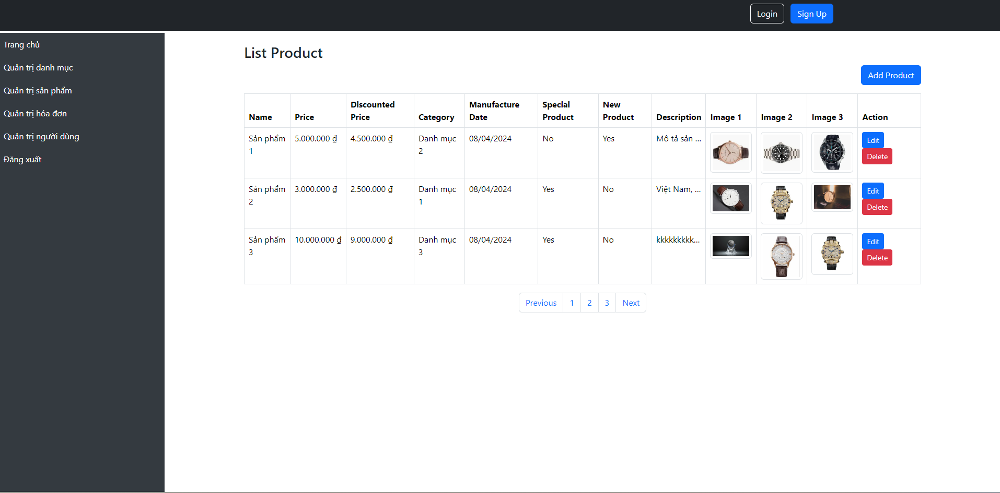 Login Sign Up
Trang chủ
Quản trị danh mục
Quản trị sản phẩm
Quản trị hóa đơn
Quản trị người dùng
Đăng xuất
List Product
Add Product
Name Price Discounted Price Category Manufacture Date Special Product New Product Description Image 1 Image 2 Image 3 Action
Sản phẩm 1 5.000.000 ₫ 4.500.000 ₫ Danh mục 2 08/04/2024 No Yes Mô tả sản ... Edit Delete
Sản phẩm 2 3.000.000 ₫ 2.500.000 ₫ Danh mục 1 08/04/2024 Yes No Việt Nam, ... Edit Delete
Sản phẩm 3 10.000.000 ₫ 9.000.000 ₫ Danh mục 3 08/04/2024 Yes No kkkkkkkkk... Edit Delete
Previous 1 2 3 Next